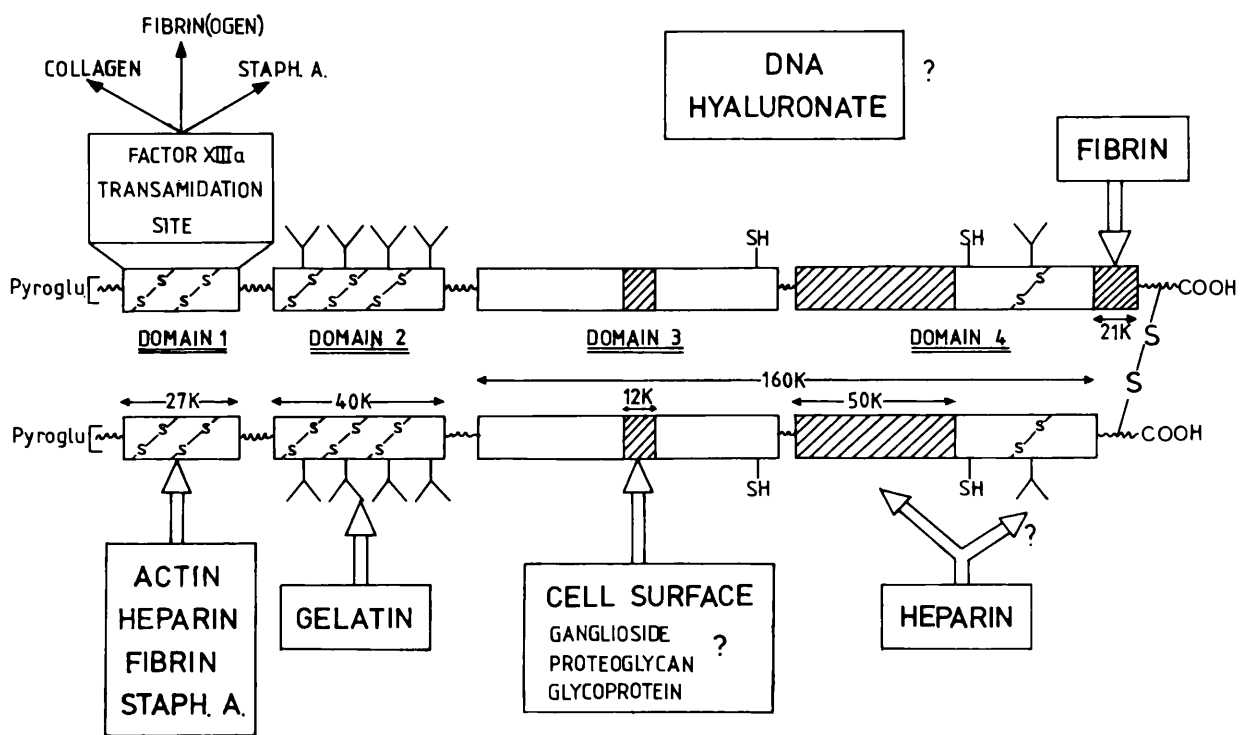 FIBRIN(OGEN)
COLLAGEN
STAPH. A.
FACTOR XIIIa
TRANSAMIDATION
SITE
DNA
HYALURONATE
?
FIBRIN
SH
SH
Pyroglu
S S
S S
S S S
S S S
S
S
COOH
DOMAIN 1
DOMAIN 2
DOMAIN 3
DOMAIN 4
21K
S
S
160K
27K
40K
12K
50K
Pyroglu
S S
S S
S S S
S S S
S
S
COOH
SH
SH
ACTIN
HEPARIN
FIBRIN
STAPH. A.
GELATIN
CELL SURFACE
GANGLIOSIDE
PROTEOGLYCAN ?
GLYCOPROTEIN
?
HEPARIN